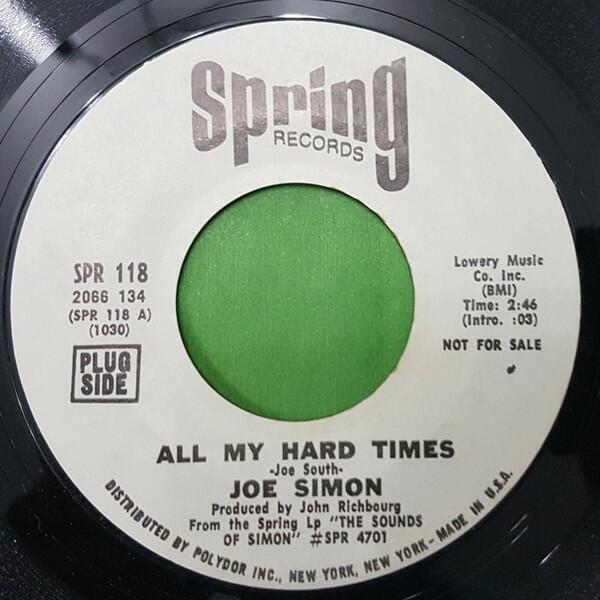 Spring
RECORDS
SPR 118
2066 134
(SPR 118 A)
(1030)
PLUG
SIDE
Lowery Music
Co. Inc.
(BMI)
Time: 2:46
(Intro. :03)
NOT FOR SALE
ALL MY HARD TIMES
-Joe South-
JOE SIMON
Produced by John Richbourg
From the Spring Lp "THE SOUNDS
OF SIMON" #SPR 4701
DISTRIBUTED BY POLYDOR INC., NEW YORK, NEW YORK - MADE IN U.S.A.